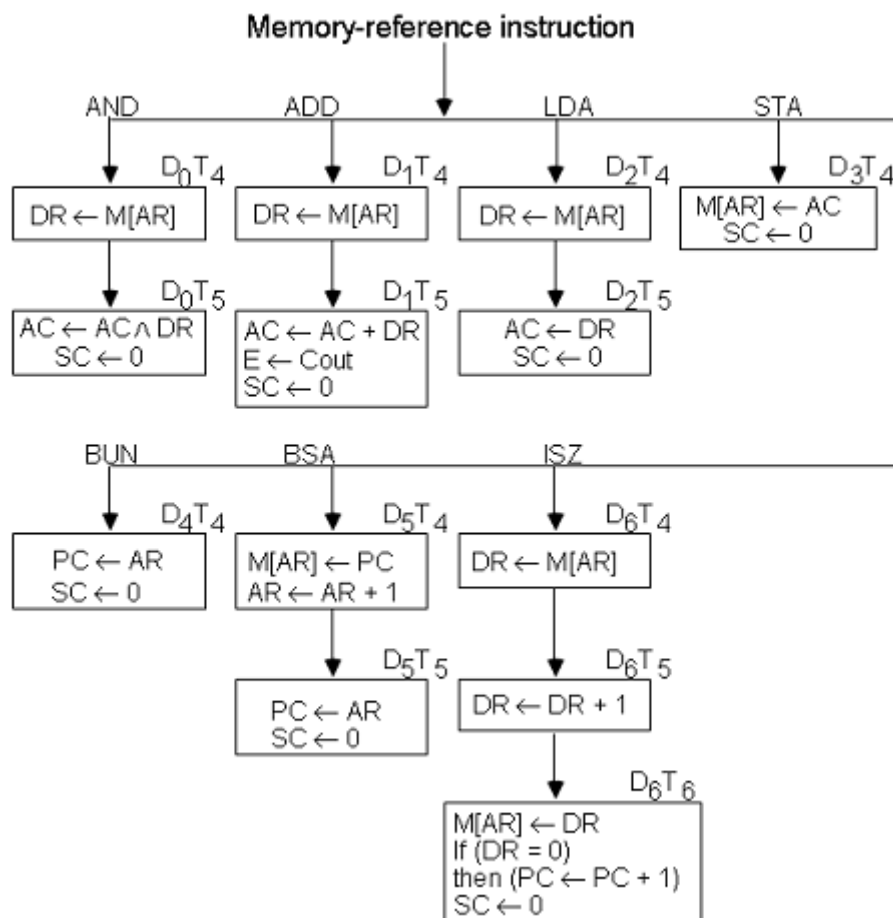 Memory-reference instruction
AND ADD LDA STA
D₀T₄ D₁T₄ D₂T₄ D₃T₄
DR ← M[AR] DR ← M[AR] DR ← M[AR] M[AR] ← AC
SC ← 0
D₀T₅ D₁T₅ D₂T₅
AC ← AC ∧ DR AC ← AC + DR AC ← DR
SC ← 0 E ← Cout SC ← 0
SC ← 0
BUN BSA ISZ
D₄T₄ D₅T₄ D₆T₄
PC ← AR M[AR] ← PC DR ← M[AR]
SC ← 0 AR ← AR + 1
D₅T₅ D₆T₅
PC ← AR DR ← DR + 1
SC ← 0
D₆T₆
M[AR] ← DR
If (DR = 0)
then (PC ← PC + 1)
SC ← 0